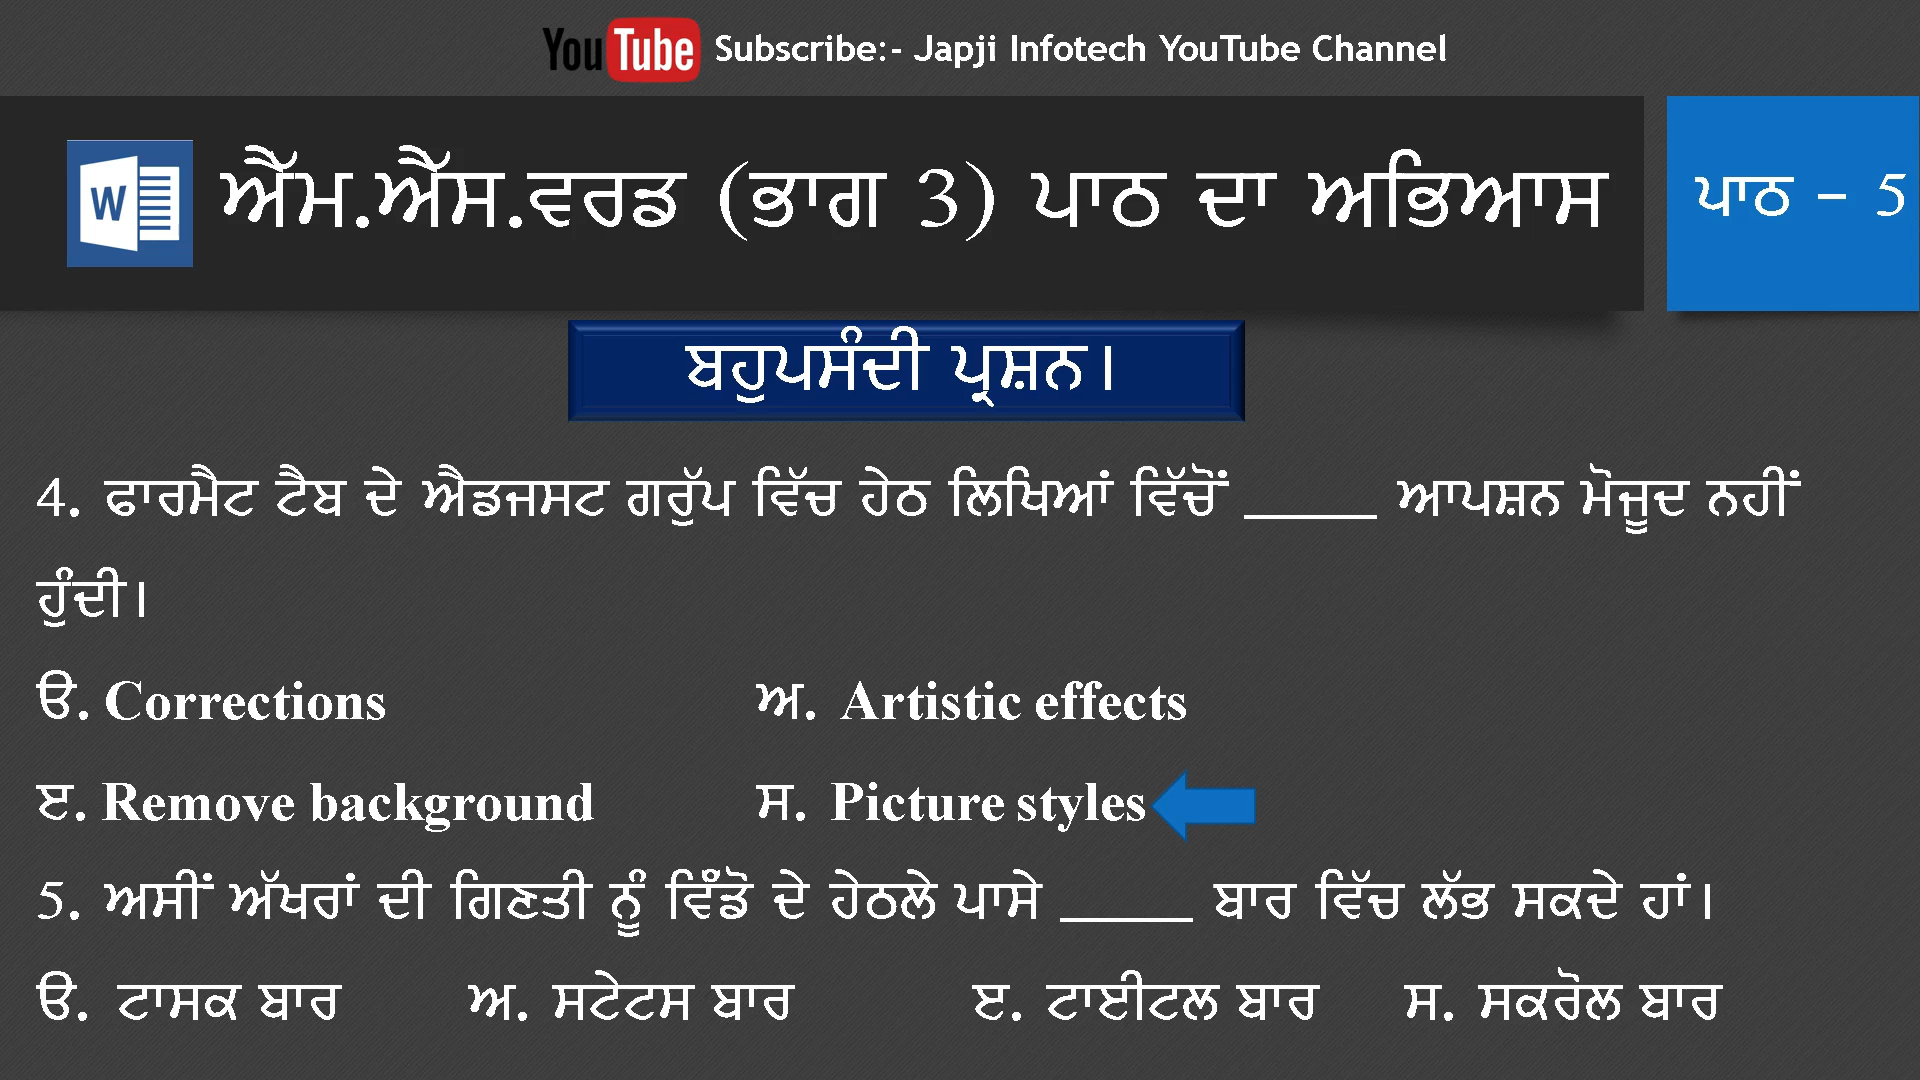 YouTube Subscribe:- Japji Infotech YouTube Channel
W ਐੱਮ.ਐੱਸ.ਵਰਡ (ਭਾਗ 3) ਪਾਠ ਦਾ ਅਭਿਆਸ
ਪਾਠ - 5
ਬਹੁਪਸੰਦੀ ਪ੍ਰਸ਼ਨ।
4. ਫਾਰਮੈਟ ਟੈਬ ਦੇ ਐਡਜਸਟ ਗਰੁੱਪ ਵਿੱਚ ਹੇਠ ਲਿਖਿਆਂ ਵਿੱਚੋਂ _____ ਆਪਸ਼ਨ ਮੋਜੂਦ ਨਹੀਂ
ਹੁੰਦੀ।
ੳ. Corrections ਅ. Artistic effects
ੲ. Remove background ਸ. Picture styles
5. ਅਸੀਂ ਅੱਖਰਾਂ ਦੀ ਗਿਣਤੀ ਨੂੰ ਵਿੰਡੋ ਦੇ ਹੇਠਲੇ ਪਾਸੇ _____ ਬਾਰ ਵਿੱਚ ਲੱਭ ਸਕਦੇ ਹਾਂ।
ੳ. ਟਾਸਕ ਬਾਰ ਅ. ਸਟੇਟਸ ਬਾਰ ੲ. ਟਾਈਟਲ ਬਾਰ ਸ. ਸਕਰੋਲ ਬਾਰ